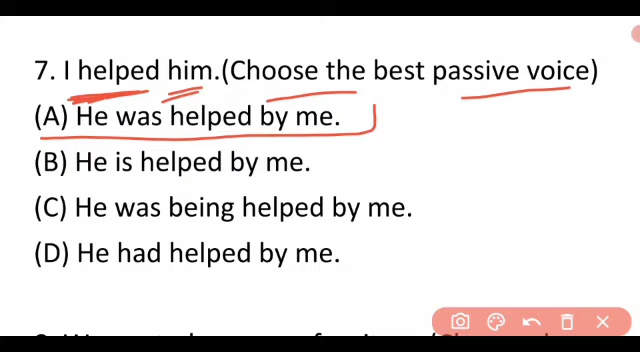 7. I helped him.(Choose the best passive voice)
(A) He was helped by me.
(B) He is helped by me.
(C) He was being helped by me.
(D) He had helped by me.